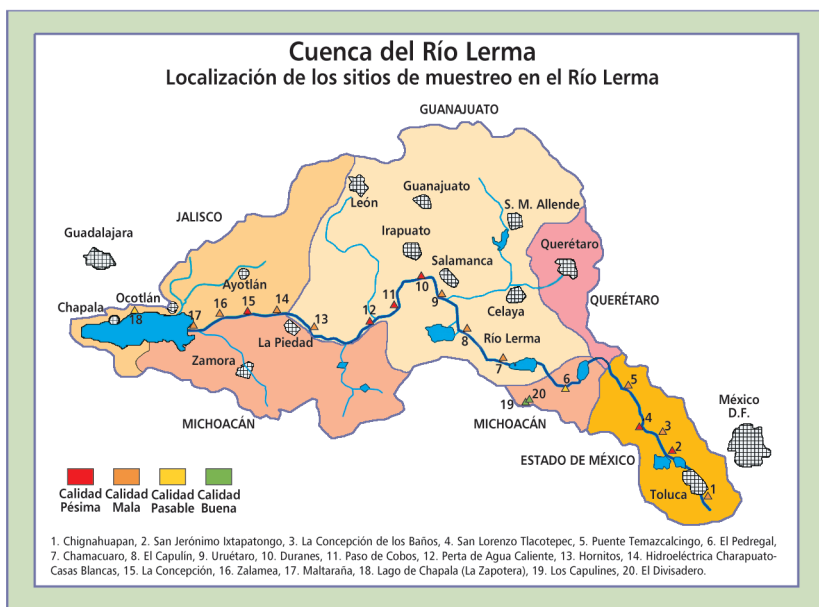 Cuenca del Río Lerma
Localización de los sitios de muestreo en el Río Lerma
GUANAJUATO
León
Guanajuato
S. M. Allende
JALISCO
Guadalajara
Irapuato
Querétaro
Salamanca
Ayotlán
Ocotlán
Chapala
18
17
16
15
14
13
12
11
10
9
Celaya
QUERÉTARO
La Piedad
8
Río Lerma
Zamora
7
6
5
20
19
México
D.F.
MICHOACÁN
MICHOACÁN
4
3
2
ESTADO DE MÉXICO
Toluca
1
Calidad Pésima
Calidad Mala
Calidad Pasable
Calidad Buena
1. Chignahuapan, 2. San Jerónimo Ixtapatongo, 3. La Concepción de los Baños, 4. San Lorenzo Tlacotepec, 5. Puente Temazcalcingo, 6. El Pedregal,
7. Chamacuaro, 8. El Capulín, 9. Uruétaro, 10. Duranes, 11. Paso de Cobos, 12. Perta de Agua Caliente, 13. Hornitos, 14. Hidroeléctrica Charapuato-
Casas Blancas, 15. La Concepción, 16. Zalamea, 17. Maltaraña, 18. Lago de Chapala (La Zapotera), 19. Los Capulines, 20. El Divisadero.